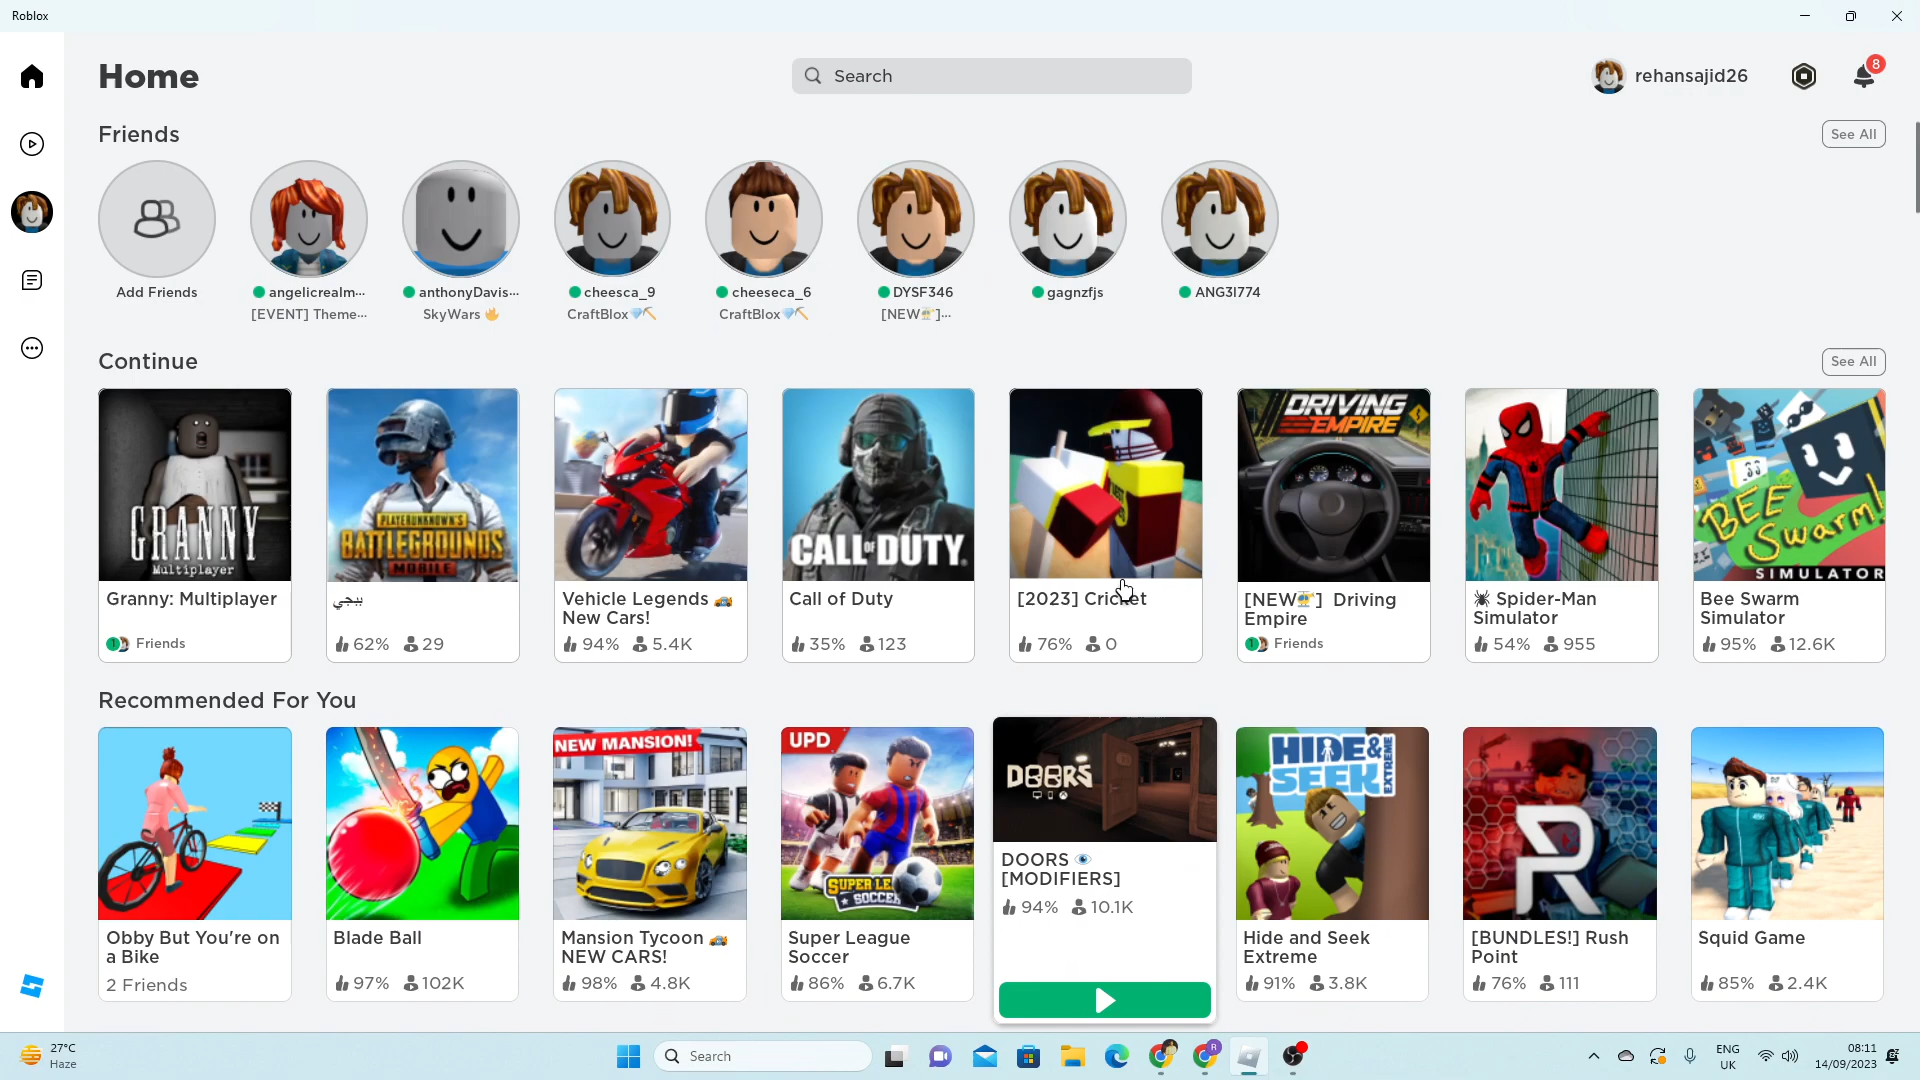 Roblox
Home
Search
rehansajid26
8
Friends
See All
Add Friends
angelicrealm...
[EVENT] Theme...
anthonyDavis...
SkyWars 🔥
cheesca_9
CraftBlox💎⛏
cheeseca_6
CraftBlox💎⛏
DYSF346
[NEW🚁]...
gagnzfjs
ANG3I774
Continue
See All
GRANNY
Multiplayer
PLAYERUNKNOWN'S
BATTLEGROUNDS
MOBILE
CALL OF DUTY
DRIVING
EMPIRE
BEE
Swarm!
SIMULATOR
Granny: Multiplayer
1 Friends
ببجي
62% 29
Vehicle Legends 🚗
New Cars!
94% 5.4K
Call of Duty
35% 123
[2023] Cricket
76% 0
[NEW🚁] Driving
Empire
1 Friends
🕷 Spider-Man
Simulator
54% 955
Bee Swarm
Simulator
95% 12.6K
Recommended For You
NEW MANSION!
UPD
SUPER LEAGUE
SOCCER
DOORS
HIDE&
SEEK
EXTREME
R
Obby But You're on
a Bike
2 Friends
Blade Ball
97% 102K
Mansion Tycoon 🚗
NEW CARS!
98% 4.8K
Super League
Soccer
86% 6.7K
DOORS 👁
[MODIFIERS]
94% 10.1K
Hide and Seek
Extreme
91% 3.8K
[BUNDLES!] Rush
Point
76% 111
Squid Game
85% 2.4K
27°C
Haze
Search
R
ENG
UK
08:11
14/09/2023